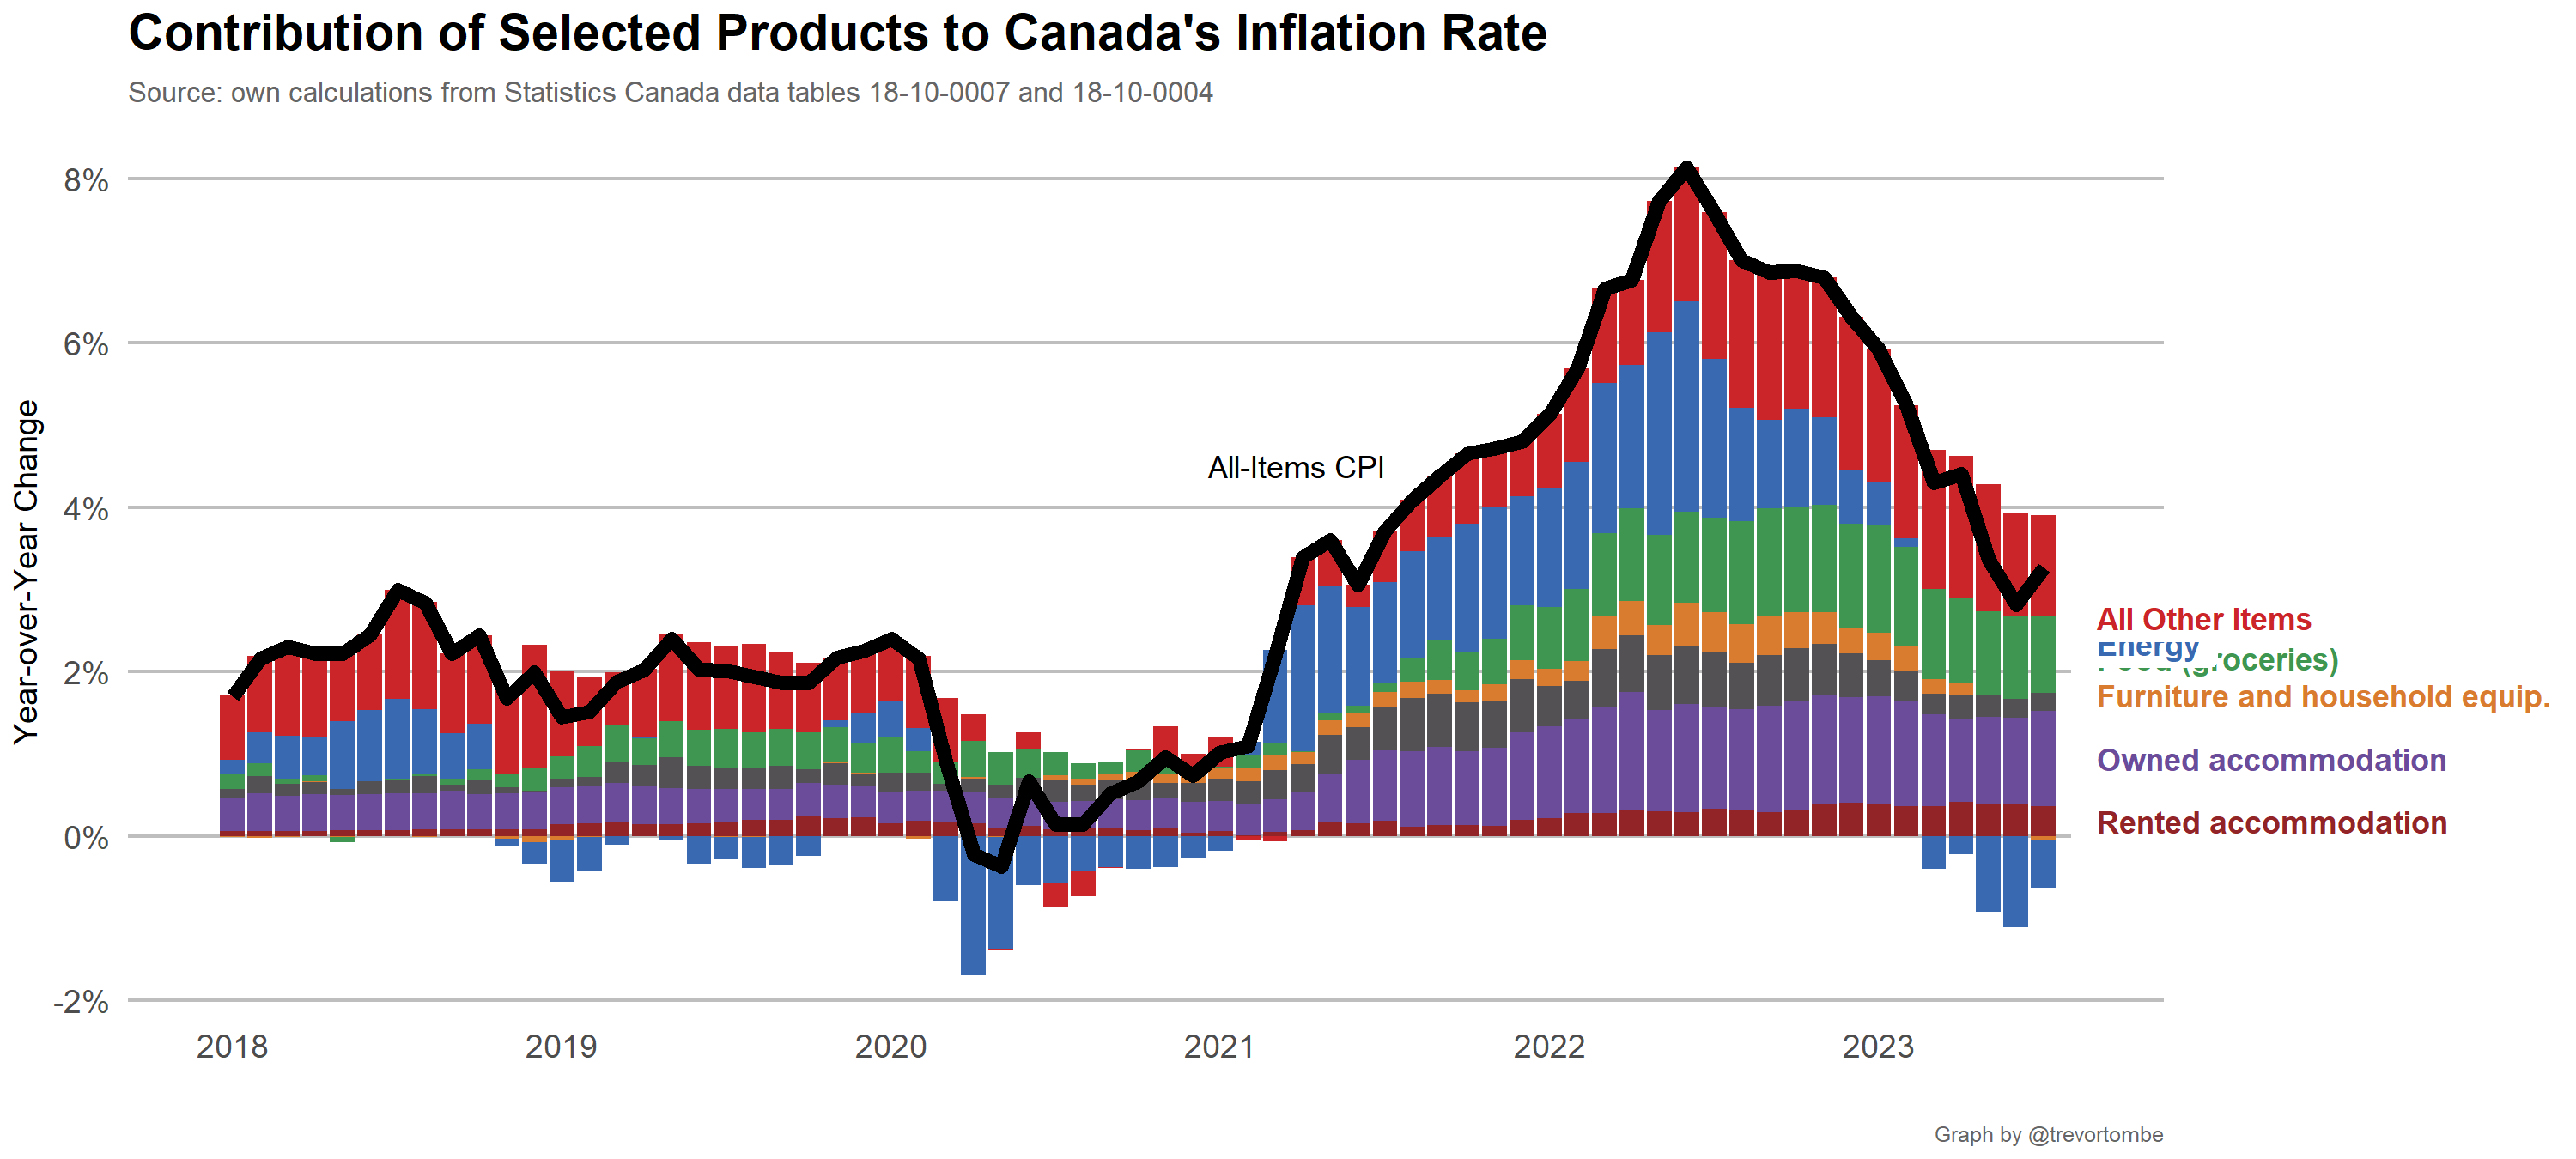 Contribution of Selected Products to Canada's Inflation Rate
Source: own calculations from Statistics Canada data tables 18-10-0007 and 18-10-0004
Year-over-Year Change
8%
6%
4%
2%
0%
-2%
All-Items CPI
All Other Items
Energy
(groceries)
Furniture and household equip.
Owned accommodation
Rented accommodation
2018
2019
2020
2021
2022
2023
Graph by @trevortombe